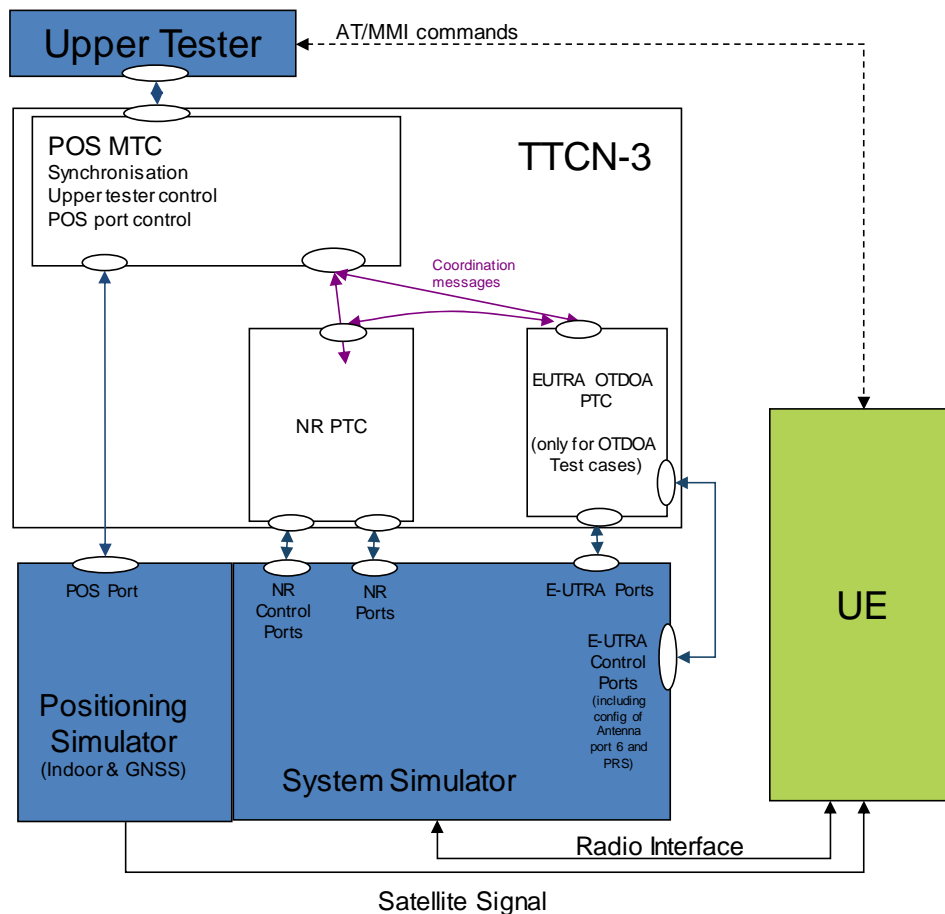 Upper Tester
AT/MMI commands
POS MTC
Synchronisation
Upper tester control
POS port control
TTCN-3
Coordination
messages
NR PTC
EUTRA OTDOA
PTC
(only for OTDOA
Test cases)
POS Port
NR
Control
Ports
NR
Ports
E-UTRA Ports
E-UTRA
Control
Ports
(including
config of
Antenna
port 6 and
PRS)
Positioning
Simulator
(Indoor & GNSS)
System Simulator
UE
Radio Interface
Satellite Signal